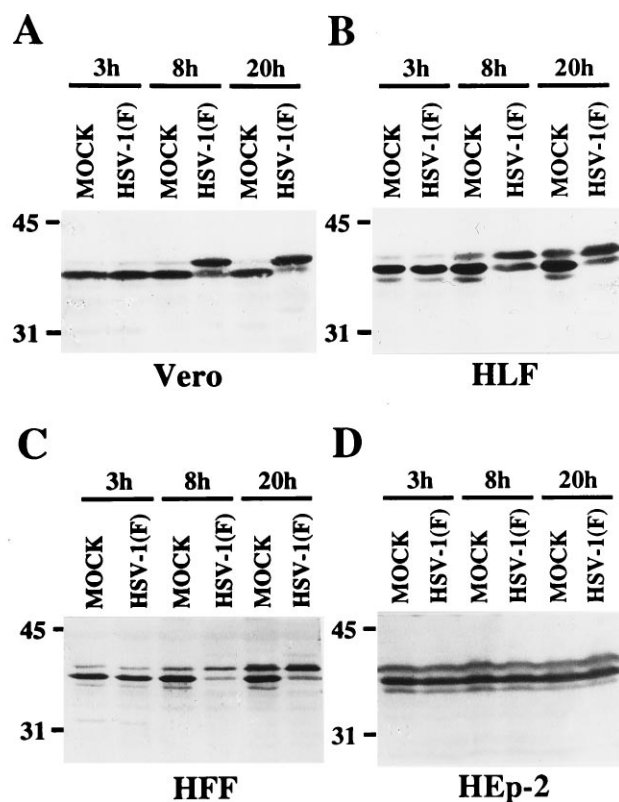 A
3h 8h 20h
MOCK HSV-1(F) MOCK HSV-1(F) MOCK HSV-1(F)
45
31
Vero
B
3h 8h 20h
MOCK HSV-1(F) MOCK HSV-1(F) MOCK HSV-1(F)
45
31
HLF
C
3h 8h 20h
MOCK HSV-1(F) MOCK HSV-1(F) MOCK HSV-1(F)
45
31
HFF
D
3h 8h 20h
MOCK HSV-1(F) MOCK HSV-1(F) MOCK HSV-1(F)
45
31
HEp-2